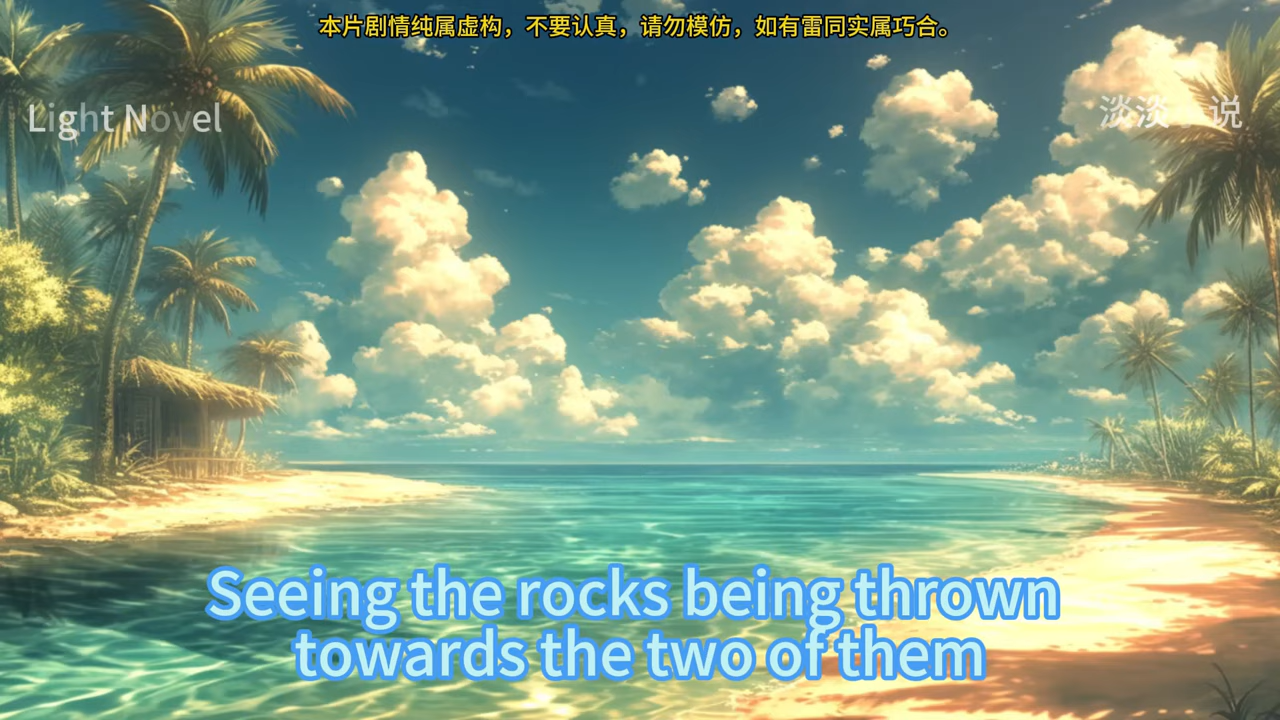 本片剧情纯属虚构，不要认真，请勿模仿，如有雷同实属巧合。
Light Novel
淡淡小说
Seeing the rocks being thrown
towards the two of them